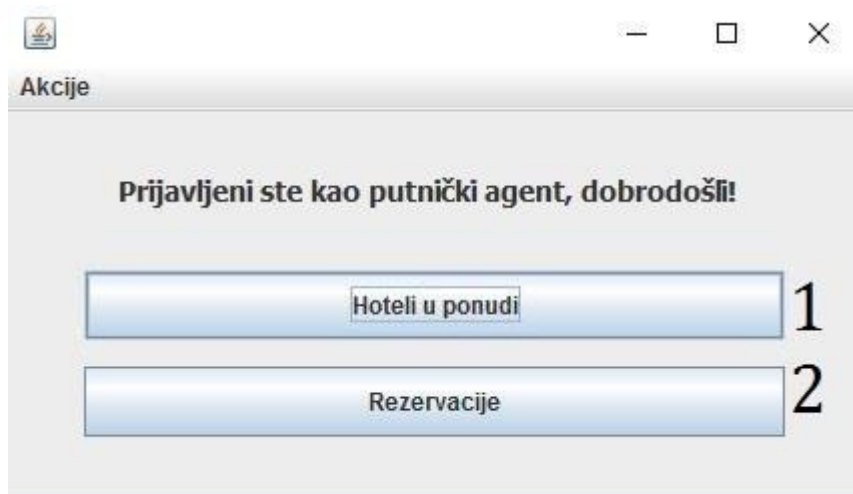 Akcije
Prijavljeni ste kao putnički agent, dobrodošli!
Hoteli u ponudi 1
Rezervacije 2